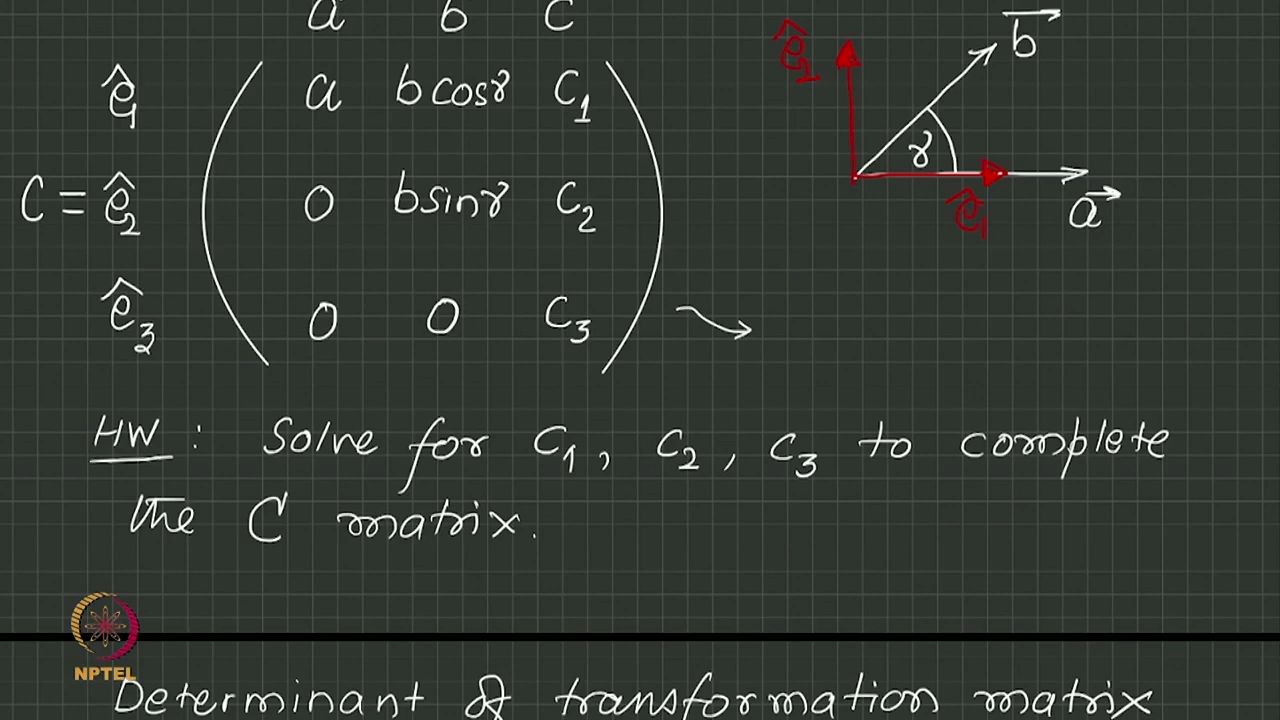 a b c
ê₁ a bcosγ C₁
b⃗
ê₂
γ
ê₁
a⃗
C = ê₂ 0 bsinγ C₂
ê₃ 0 0 C₃
HW : Solve for C₁, C₂, C₃ to complete
the C matrix.
NPTEL
Determinant of transformation matrix